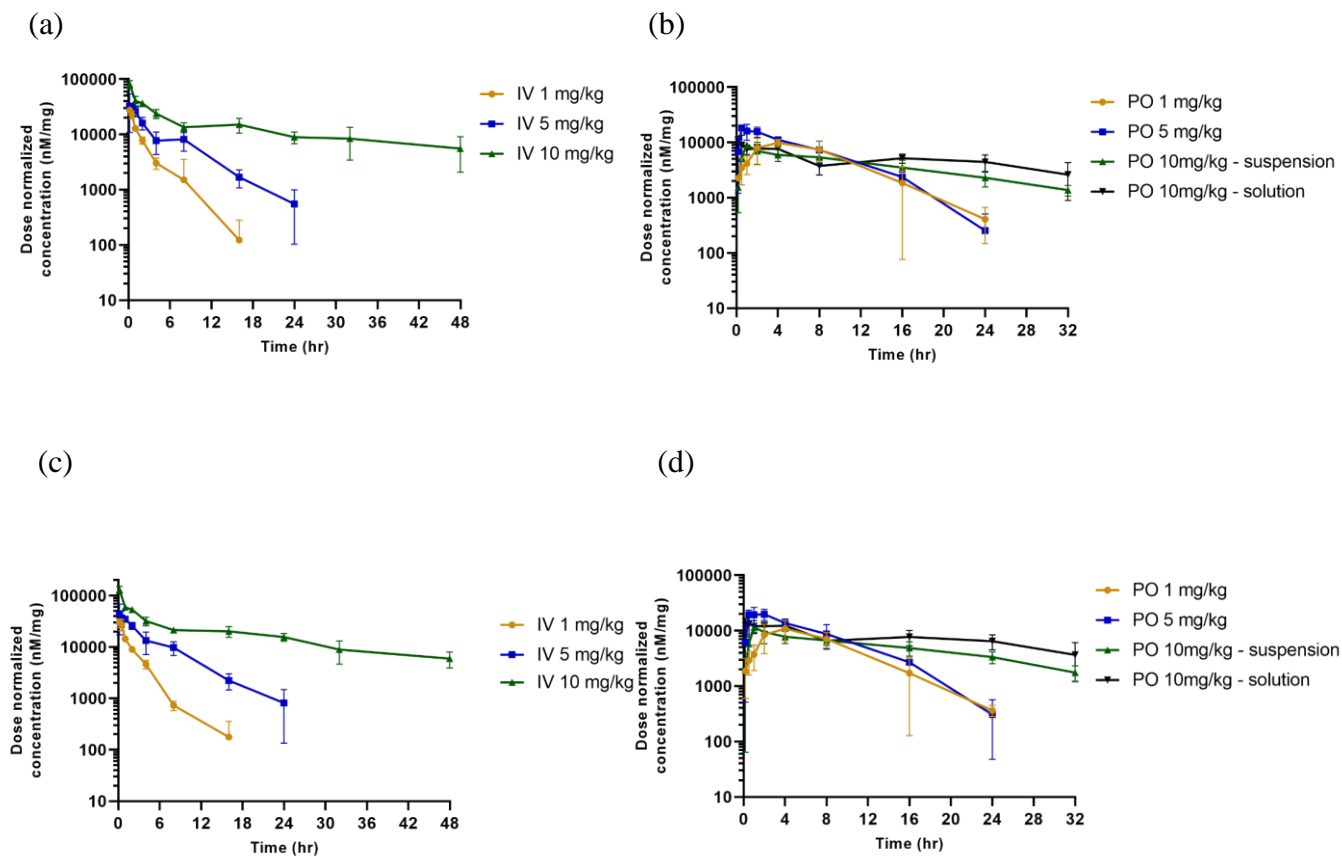 (a)
Dose normalized
concentration (nM/mg)
100000
10000
1000
100
10
0
6
12
18
24
30
36
42
48
Time (hr)
IV 1 mg/kg
IV 5 mg/kg
IV 10 mg/kg
(b)
Dose normalized
concentration (nM/mg)
100000
10000
1000
100
10
0
4
8
12
16
20
24
28
32
Time (hr)
PO 1 mg/kg
PO 5 mg/kg
PO 10mg/kg - suspension
PO 10mg/kg - solution
(c)
Dose normalized
concentration (nM/mg)
100000
10000
1000
100
10
0
6
12
18
24
30
36
42
48
Time (hr)
IV 1 mg/kg
IV 5 mg/kg
IV 10 mg/kg
(d)
Dose normalized
concentration (nM/mg)
100000
10000
1000
100
10
0
4
8
12
16
20
24
28
32
Time (hr)
PO 1 mg/kg
PO 5 mg/kg
PO 10mg/kg - suspension
PO 10mg/kg - solution